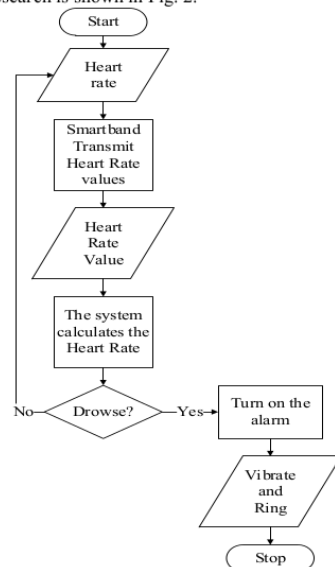 search is shown in Fig. 2.
Start
Heart
rate
Smartband
Transmit
Heart Rate
values
Heart
Rate
Value
The system
calculates the
Heart Rate
No
Drowse?
Yes
Turn on the
alarm
Vibrate
and
Ring
Stop